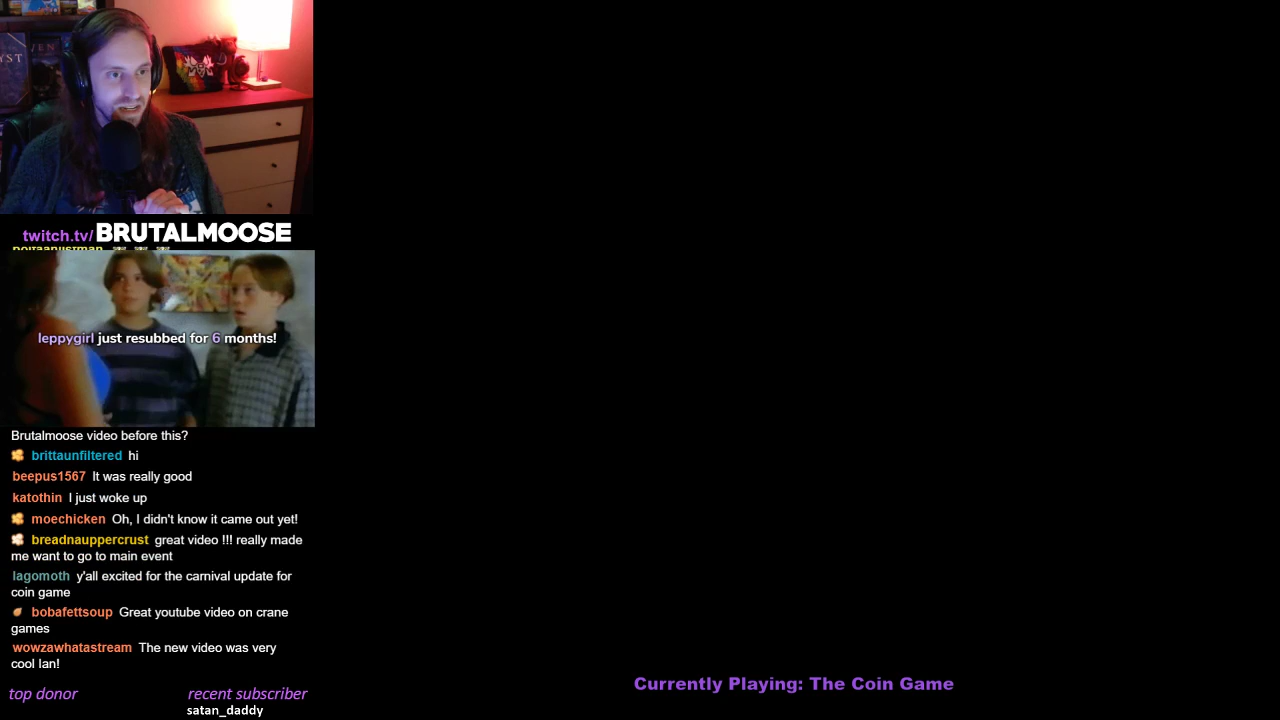 twitch.tv/BRUTALMOOSE
leppygirl just resubbed for 6 months!
Brutalmoose video before this?
brittaunfiltered hi
beepus1567 It was really good
katothin I just woke up
moechicken Oh, I didn't know it came out yet!
breadnauppercrust great video !!! really made
me want to go to main event
lagomoth y'all excited for the carnival update for
coin game
bobafettsoup Great youtube video on crane
games
wowzawhatastream The new video was very
cool Ian!
top donor
recent subscriber
satan_daddy
Currently Playing: The Coin Game